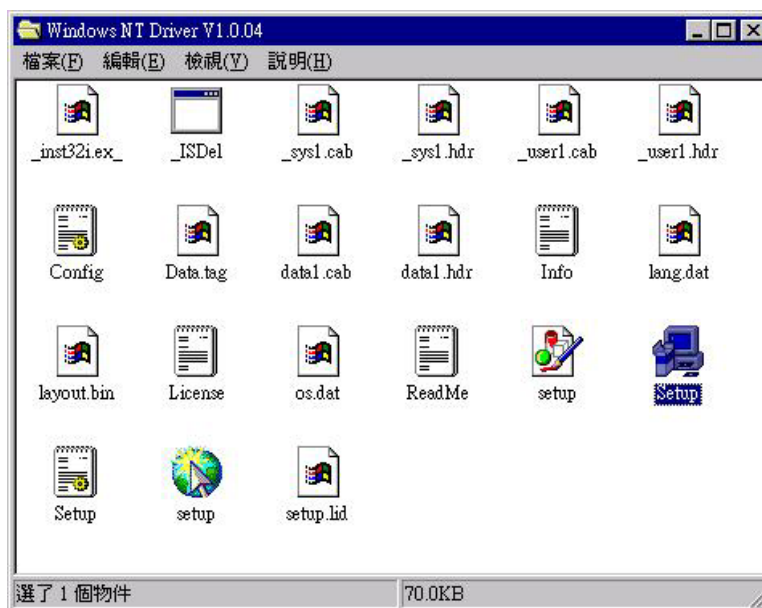 Windows NT Driver V1.0.04
檔案(F) 編輯(E) 檢視(V) 說明(H)
_inst32i.ex_ _ISDel _sys1.cab _sys1.hdr _user1.cab _user1.hdr
Config Data.tag data1.cab data1.hdr Info lang.dat
layout.bin License os.dat ReadMe setup Setup
Setup setup setup.lid
選了 1 個物件 70.0KB